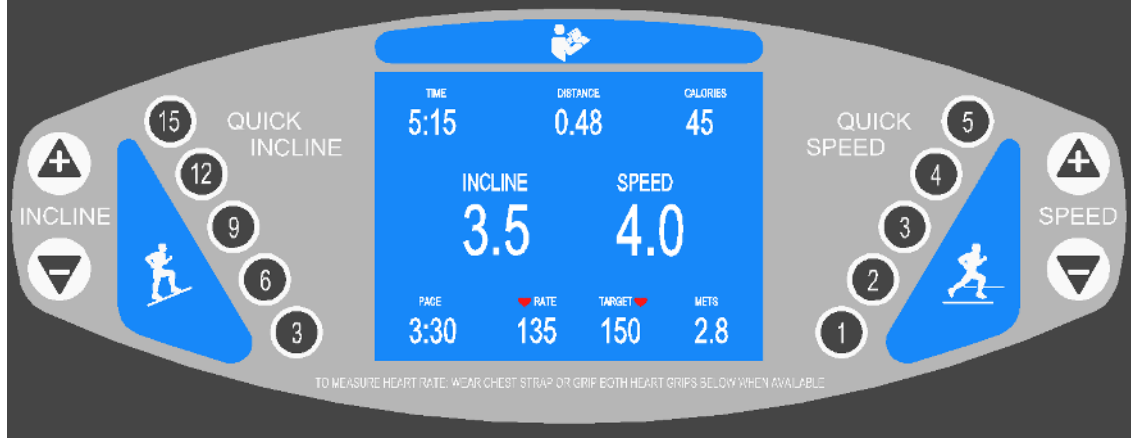 TIME DISTANCE CALORIES
5:15 0.48 45
15 QUICK INCLINE
12
9
6
3
INCLINE
INCLINE SPEED
3.5 4.0
PACE RATE TARGET METS
3:30 135 150 2.8
QUICK SPEED 5
4
3
2
1
SPEED
TO MEASURE HEART RATE: WEAR CHEST STRAP OR GRIP BOTH HEART GRIPS BELOW WHEN AVAILABLE